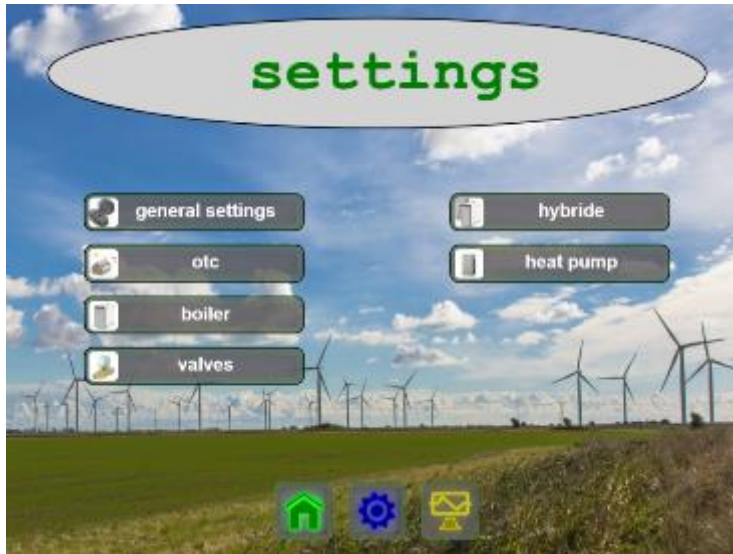 settings
general settings
otc
boiler
valves
hybride
heat pump